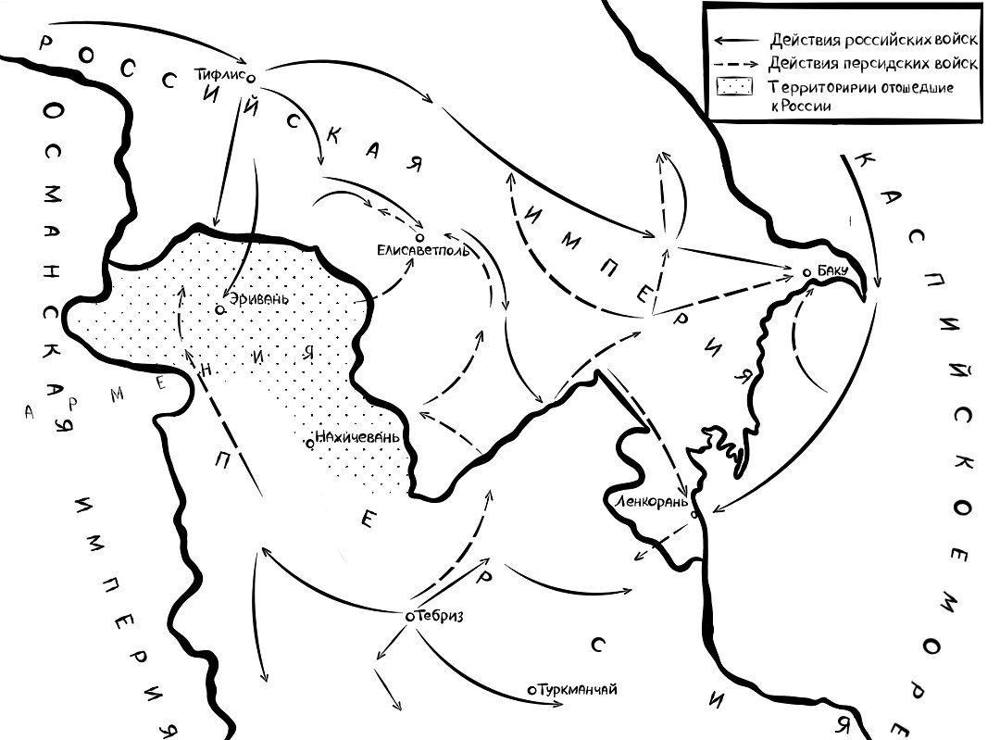 Действия российских войск
Действия персидских войск
Территоририи отошедшие
к России
РОССИЙСКАЯ
ИМПЕРИЯ
ОСМАНСКАЯ
ИМПЕРИЯ
КАСПИЙСКОЕ МОРЕ
Тифлис
Елисаветполь
Баку
Эривань
АРМЕНИЯ
Нахичевань
Ленкорань
ПЕРСИЯ
Тебриз
Туркманчай